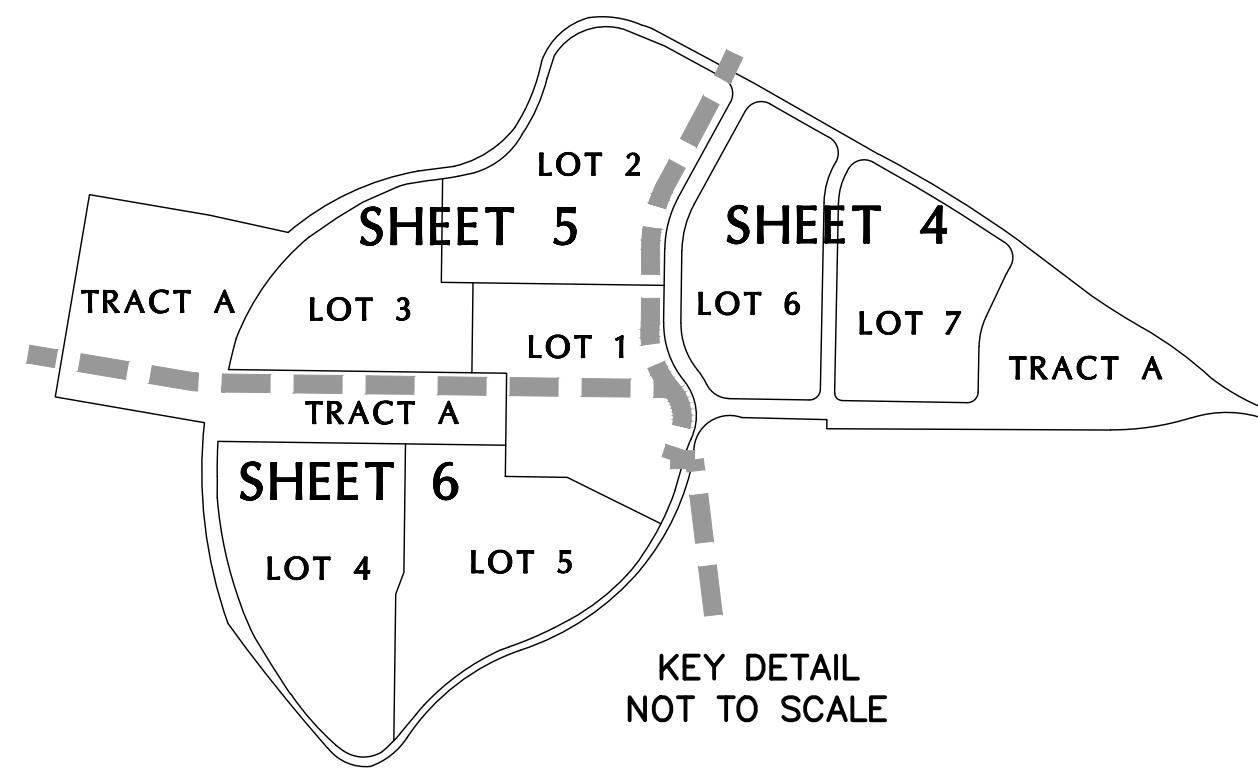 LOT 2
SHEET 5
SHEET 4
TRACT A
LOT 3
LOT 6
LOT 7
LOT 1
TRACT A
TRACT A
SHEET 6
LOT 4
LOT 5
KEY DETAIL
NOT TO SCALE